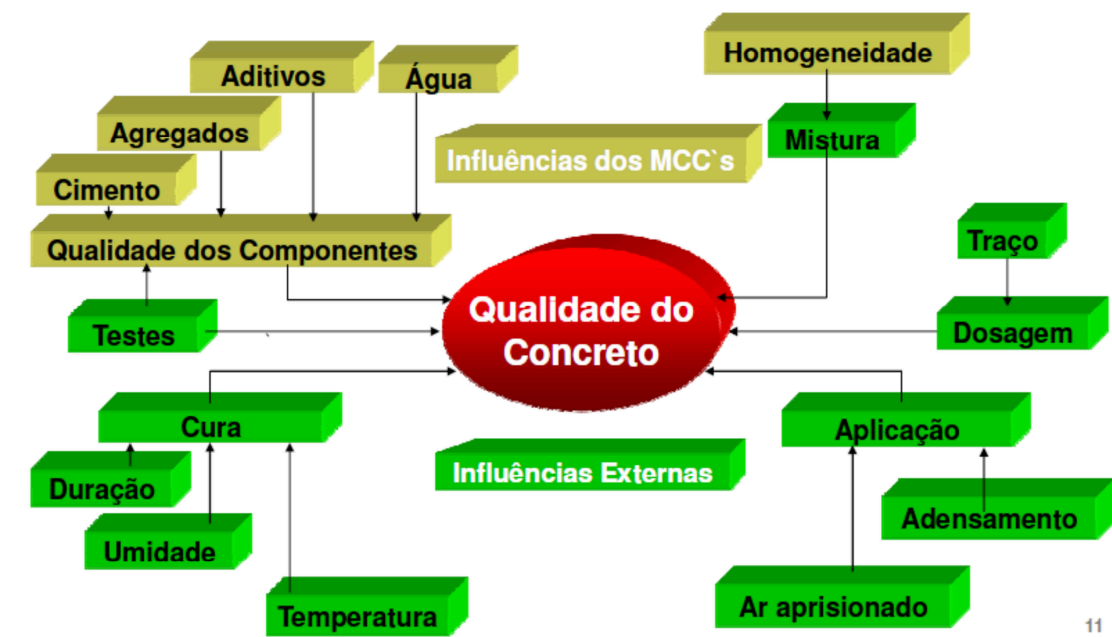 Aditivos
Água
Homogeneidade
Agregados
Mistura
Influências dos MCC`s
Cimento
Qualidade dos Componentes
Traço
Testes
Qualidade do
Concreto
Dosagem
Cura
Aplicação
Influências Externas
Duração
Adensamento
Umidade
Ar aprisionado
Temperatura
11